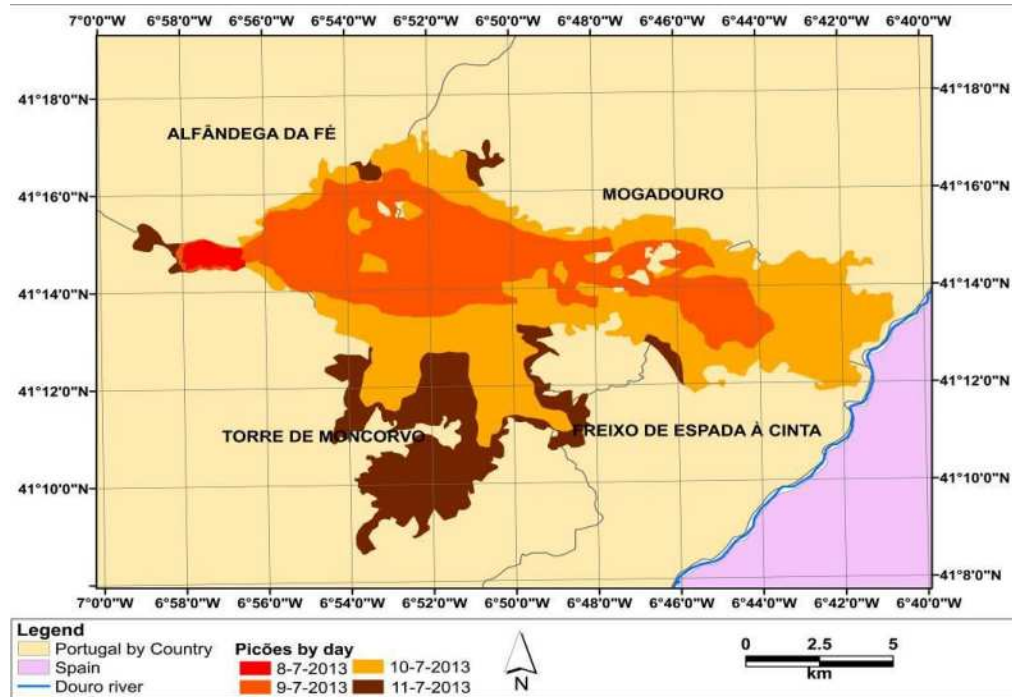 7°0'0"W 6°58'0"W 6°56'0"W 6°54'0"W 6°52'0"W 6°50'0"W 6°48'0"W 6°46'0"W 6°44'0"W 6°42'0"W 6°40'0"W
41°18'0"N 41°18'0"N
ALFÂNDEGA DA FÉ
41°16'0"N 41°16'0"N
MOGADOURO
41°14'0"N 41°14'0"N
41°12'0"N 41°12'0"N
TORRE DE MONCORVO FREIXO DE ESPADA À CINTA
41°10'0"N 41°10'0"N
41°8'0"N 41°8'0"N
7°0'0"W 6°58'0"W 6°56'0"W 6°54'0"W 6°52'0"W 6°50'0"W 6°48'0"W 6°46'0"W 6°44'0"W 6°42'0"W 6°40'0"W
Legend
Portugal by Country
Spain
Douro river
Picões by day
8-7-2013 10-7-2013
9-7-2013 11-7-2013
N
0 2.5 5
km